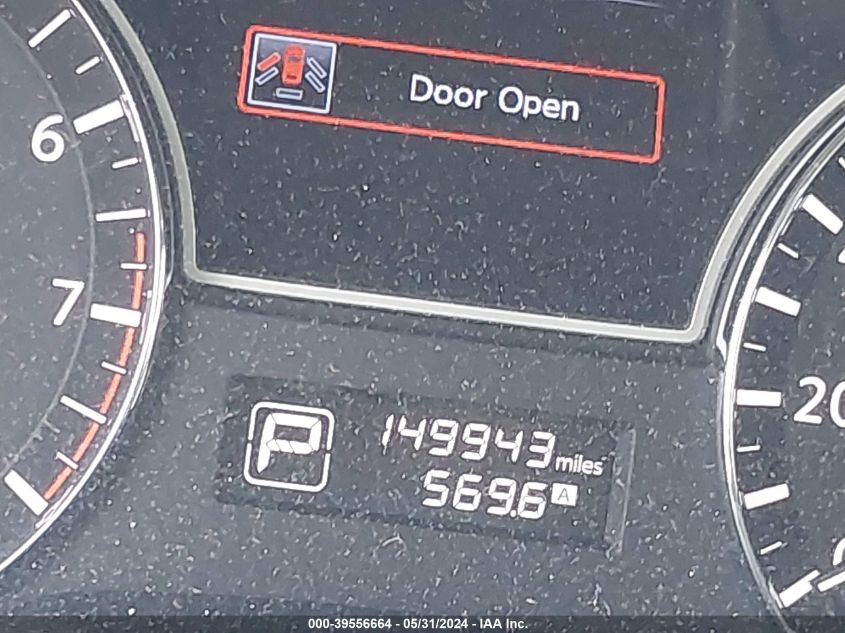 Door Open
6
7
P
149943 miles
569.6 A
20
000-39556664 - 05/31/2024 - IAA Inc.